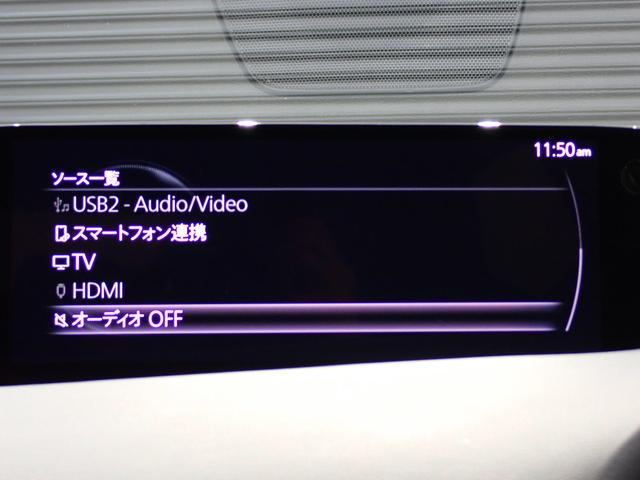 11:50am
ソース一覧
USB2 - Audio/Video
スマートフォン連携
TV
HDMI
オーディオ OFF